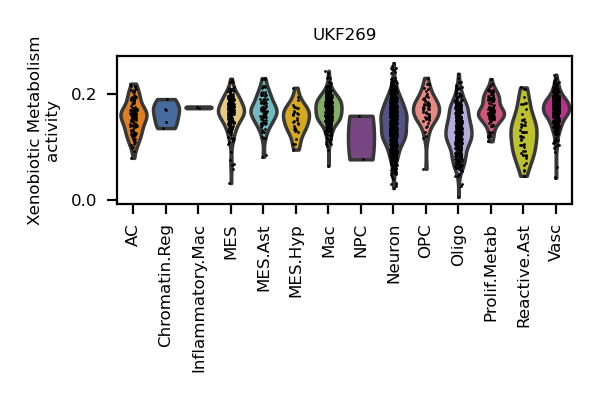 UKF269
Xenobiotic Metabolism
activity
0.2
0.0
AC
Chromatin.Reg
Inflammatory.Mac
MES
MES.Ast
MES.Hyp
Mac
NPC
Neuron
OPC
Oligo
Prolif.Metab
Reactive.Ast
Vasc